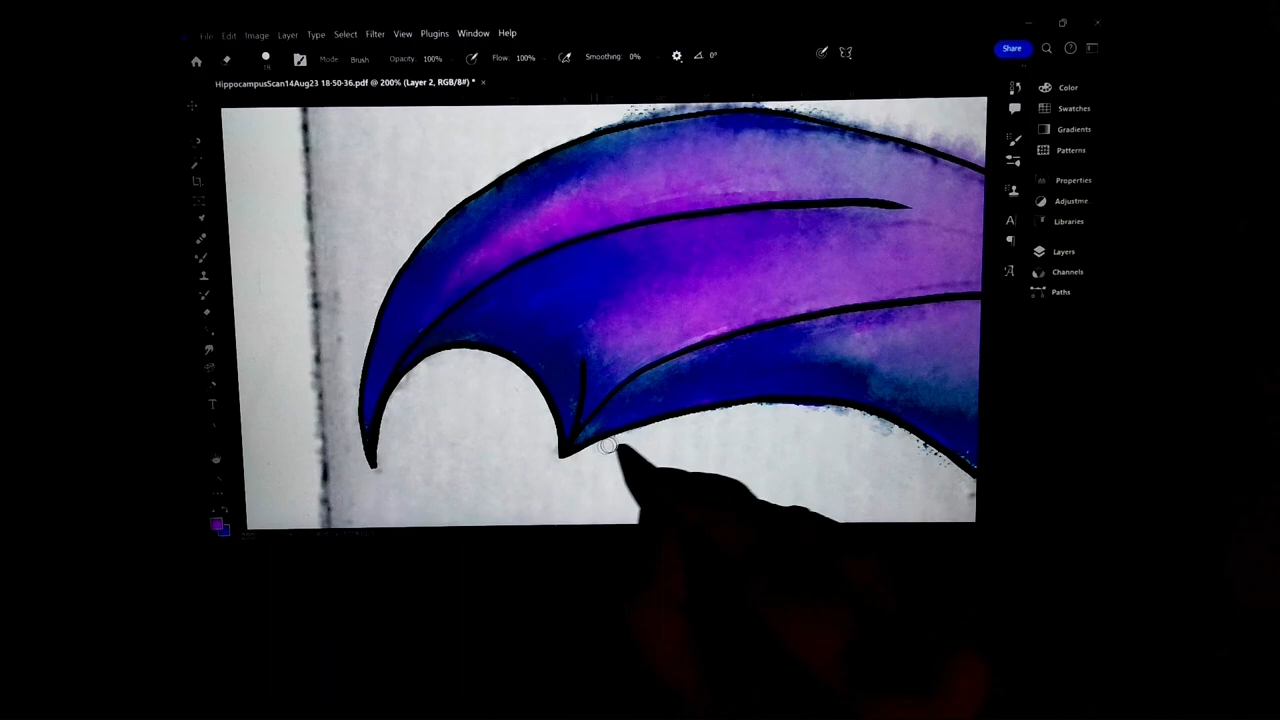 File Edit Image Layer Type Select Filter View Plugins Window Help
Share
18 Mode Brush Opacity: 100% Flow: 100% Smoothing: 0% 0°
HippocampusScan14Aug23 18-50-36.pdf @ 200% (Layer 2, RGB/8#) * ×
Color
Swatches
Gradients
Patterns
Properties
Adjustme...
Libraries
Layers
Channels
Paths